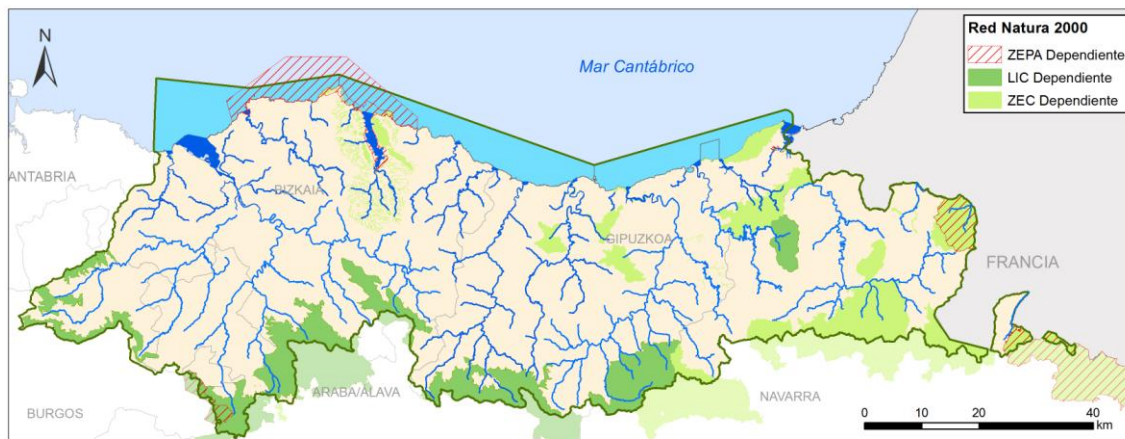 Red Natura 2000
ZEPA Dependiente
LIC Dependiente
ZEC Dependiente
N
Mar Cantábrico
ANTABRIA
BIZKAIA
GIPUZKOA
FRANCIA
ARABA/ÁLAVA
NAVARRA
BURGOS
0 10 20 40
km